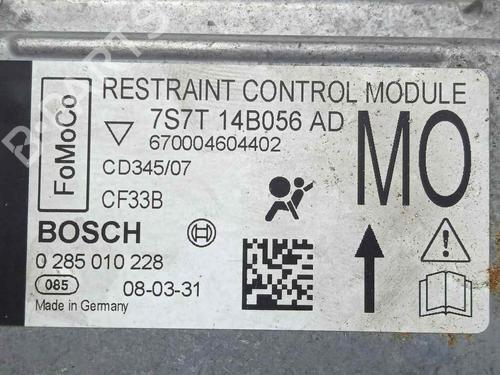 RESTRAINT CONTROL MODULE
FoMoCo
7S7T 14B056 AD
670004604402
MO
CD345/07
CF33B
BOSCH
0 285 010 228
085
08-03-31
Made in Germany